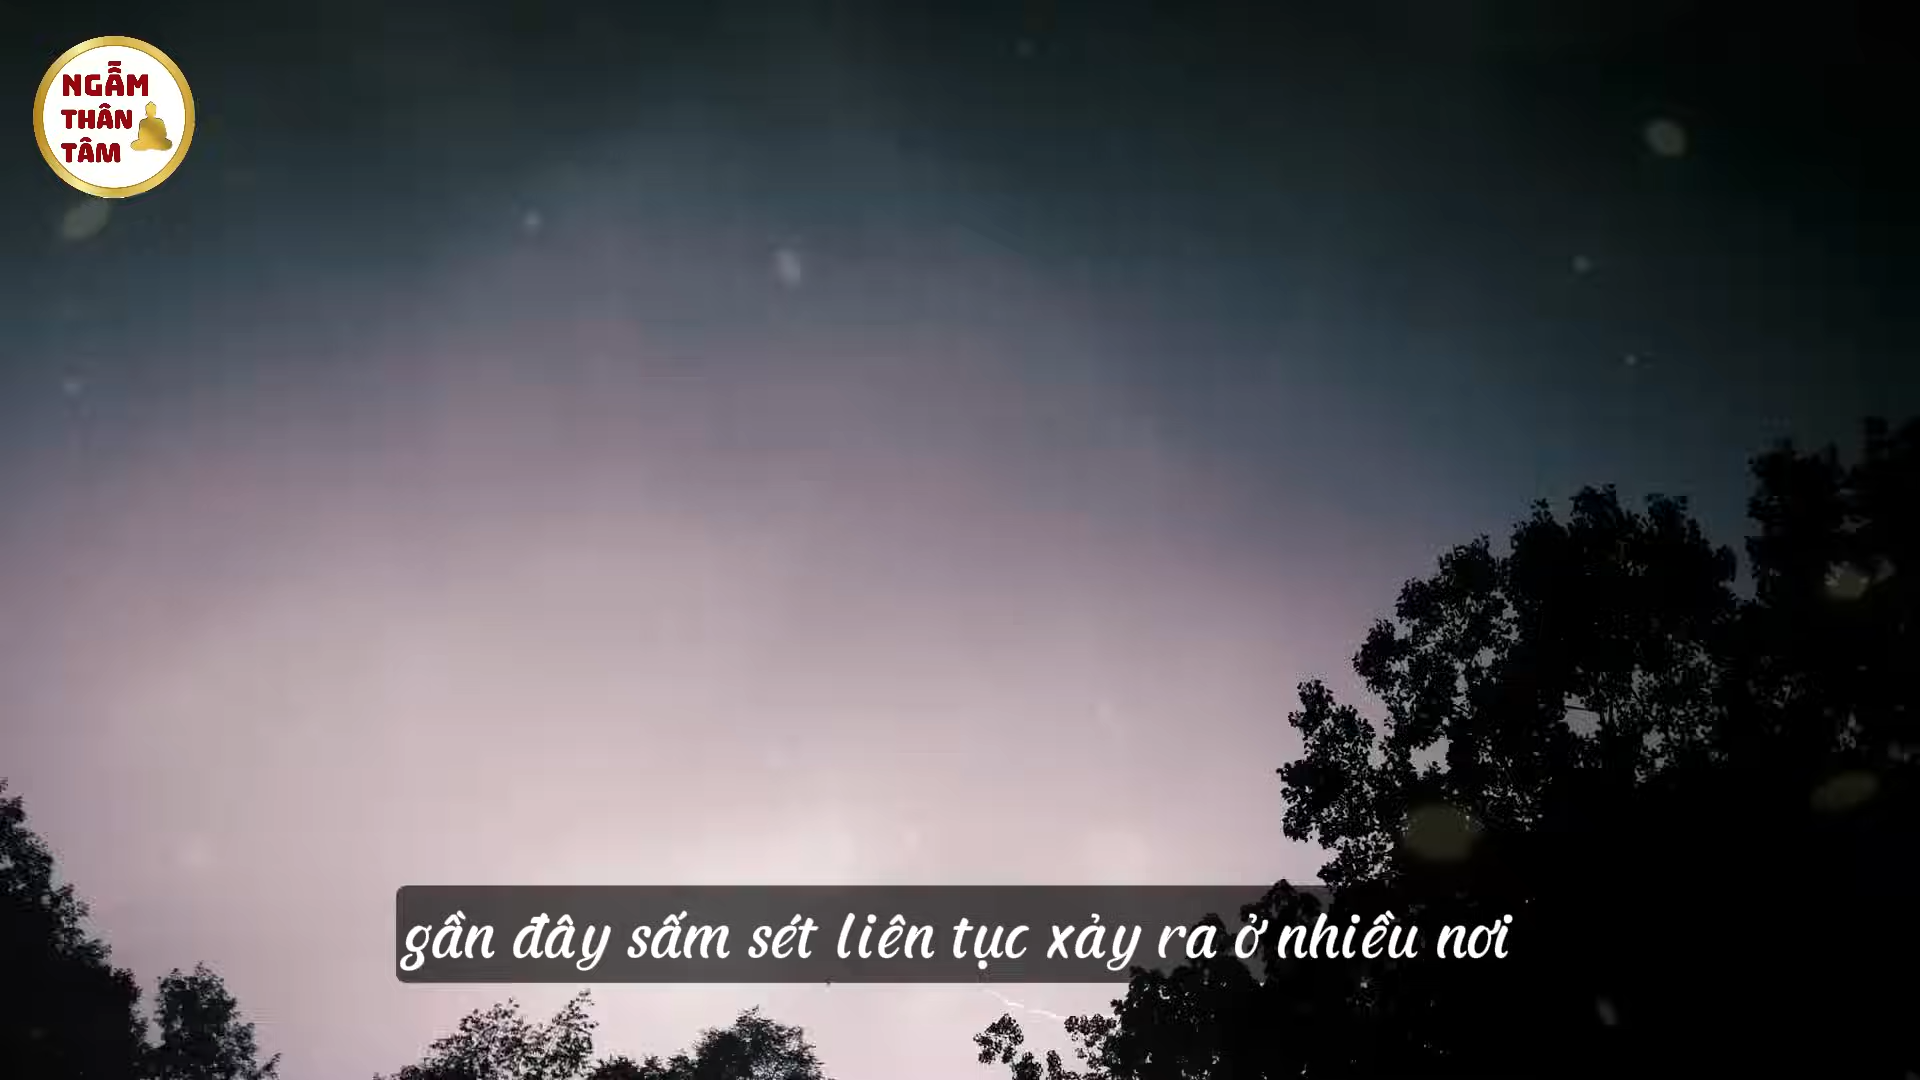 NGẪM
THÂN
TÂM
gần đây sấm sét liên tục xảy ra ở nhiều nơi